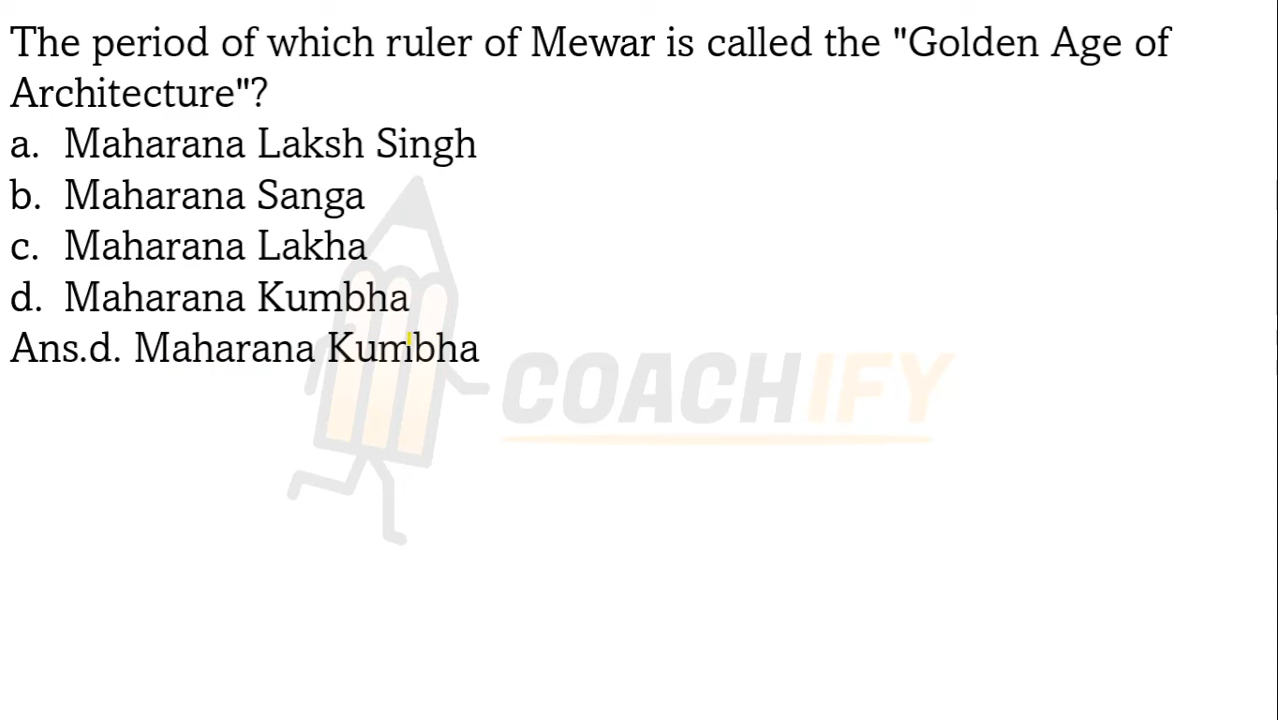 The period of which ruler of Mewar is called the "Golden Age of
Architecture"?
a. Maharana Laksh Singh
b. Maharana Sanga
c. Maharana Lakha
d. Maharana Kumbha
Ans.d. Maharana Kumbha
COACHIFY